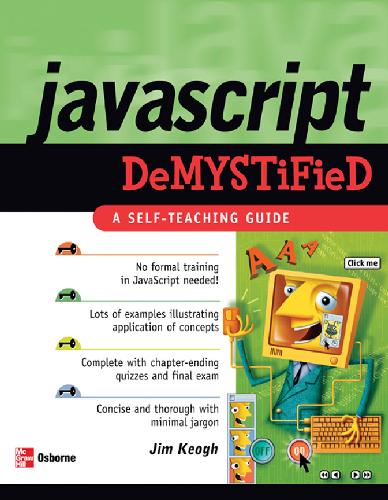 javascript
DeMYSTiFieD
A SELF-TEACHING GUIDE
No formal training
in JavaScript needed!
Lots of examples illustrating
application of concepts
Complete with chapter-ending
quizzes and final exam
Concise and thorough with
minimal jargon
Jim Keogh
Mc
Graw
Hill
Osborne
A A A
Click me
OFF
ON